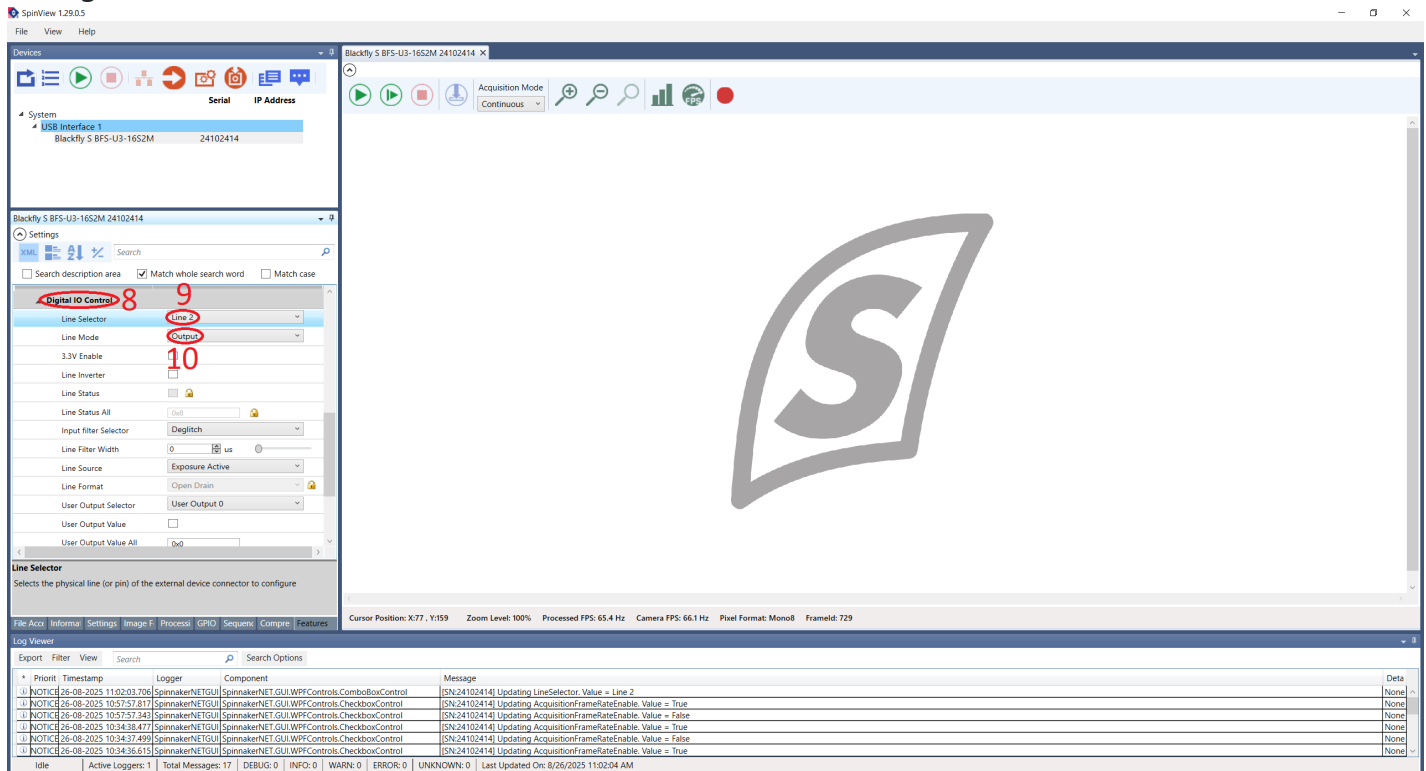 SpinView 1.29.0.5
File View Help
Devices
Serial IP Address
System
USB Interface 1
Blackfly S BFS-U3-16S2M 24102414
Blackfly S BFS-U3-16S2M 24102414
Settings
XML Search
Search description area Match whole search word Match case
Digital IO Control 8 9
Line Selector Line 2
Line Mode Output
10
3.3V Enable
Line Inverter
Line Status
Line Status All 0x8
Input filter Selector Deglitch
Line Filter Width 0 us
Line Source Exposure Active
Line Format Open Drain
User Output Selector User Output 0
User Output Value
User Output Value All 0x0
Line Selector
Selects the physical line (or pin) of the external device connector to configure
File Acce Informa Settings Image F Processi GPIO Sequenc Compre Features
Blackfly S BFS-U3-16S2M 24102414
Acquisition Mode
Continuous
FPS
S
Cursor Position: X:77 , Y:159 Zoom Level: 100% Processed FPS: 65.4 Hz Camera FPS: 66.1 Hz Pixel Format: Mono8 FrameId: 729
Log Viewer
Export Filter View Search Search Options
* Priorit Timestamp Logger Component Message Deta
NOTICE 26-08-2025 11:02:03.706 SpinnakerNETGUI SpinnakerNET.GUI.WPFControls.ComboBoxControl [SN:24102414] Updating LineSelector. Value = Line 2 None
NOTICE 26-08-2025 10:57:57.817 SpinnakerNETGUI SpinnakerNET.GUI.WPFControls.CheckboxControl [SN:24102414] Updating AcquisitionFrameRateEnable. Value = True None
NOTICE 26-08-2025 10:57:57.343 SpinnakerNETGUI SpinnakerNET.GUI.WPFControls.CheckboxControl [SN:24102414] Updating AcquisitionFrameRateEnable. Value = False None
NOTICE 26-08-2025 10:34:38.477 SpinnakerNETGUI SpinnakerNET.GUI.WPFControls.CheckboxControl [SN:24102414] Updating AcquisitionFrameRateEnable. Value = True None
NOTICE 26-08-2025 10:34:37.499 SpinnakerNETGUI SpinnakerNET.GUI.WPFControls.CheckboxControl [SN:24102414] Updating AcquisitionFrameRateEnable. Value = False None
NOTICE 26-08-2025 10:34:36.615 SpinnakerNETGUI SpinnakerNET.GUI.WPFControls.CheckboxControl [SN:24102414] Updating AcquisitionFrameRateEnable. Value = True None
Idle Active Loggers: 1 Total Messages: 17 DEBUG: 0 INFO: 0 WARN: 0 ERROR: 0 UNKNOWN: 0 Last Updated On: 8/26/2025 11:02:04 AM